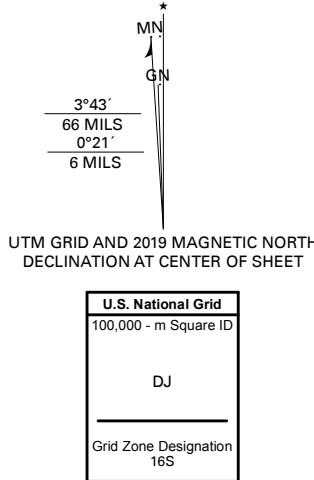 ★
MN
GN
3°43´
66 MILS
0°21´
6 MILS
UTM GRID AND 2019 MAGNETIC NORTH
DECLINATION AT CENTER OF SHEET
U.S. National Grid
100,000 - m Square ID
DJ
Grid Zone Designation
16S